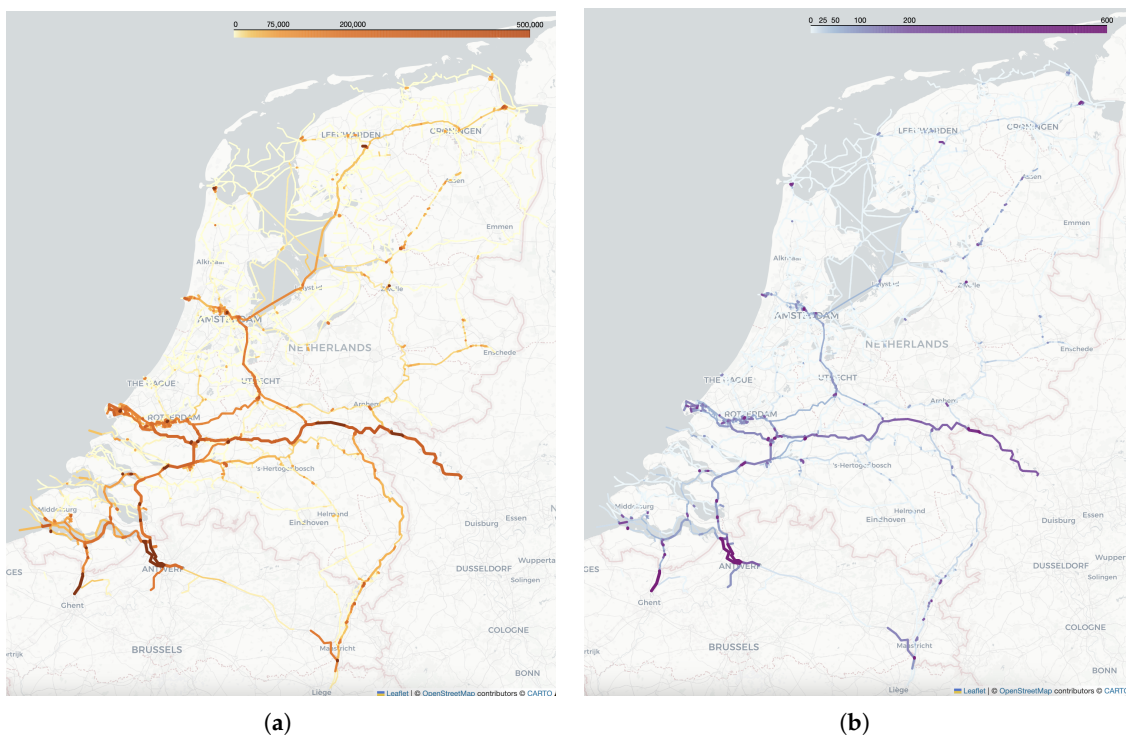 0 75,000 200,000 500,000
LEEUWARDEN
GRONINGEN
Assen
Emmen
Alkmaar
Lelystad
Zwolle
AMSTERDAM
NETHERLANDS
Enschede
THE HAGUE
UTRECHT
Arnhem
ROTTERDAM
's-Hertogenbosch
Middelburg
Helmond
Eindhoven
Duisburg
Essen
Wuppertal
DUSSELDORF
Solingen
GES
ANTWERP
Ghent
COLOGNE
BRUSSELS
Maastricht
ortrijk
BONN
Liège
Leaflet | © OpenStreetMap contributors © CARTO
(a)
0 25 50 100 200 600
LEEUWARDEN
GRONINGEN
Assen
Emmen
Alkmaar
Lelystad
Zwolle
AMSTERDAM
NETHERLANDS
Enschede
THE HAGUE
UTRECHT
Arnhem
ROTTERDAM
's-Hertogenbosch
Middelburg
Helmond
Eindhoven
Duisburg
Essen
Wuppe
DUSSELDORF
Solingen
GES
ANTWERP
Ghent
COLOGNE
BRUSSELS
Maastricht
ortrijk
BONN
Liège
Leaflet | © OpenStreetMap contributors © CARTO
(b)